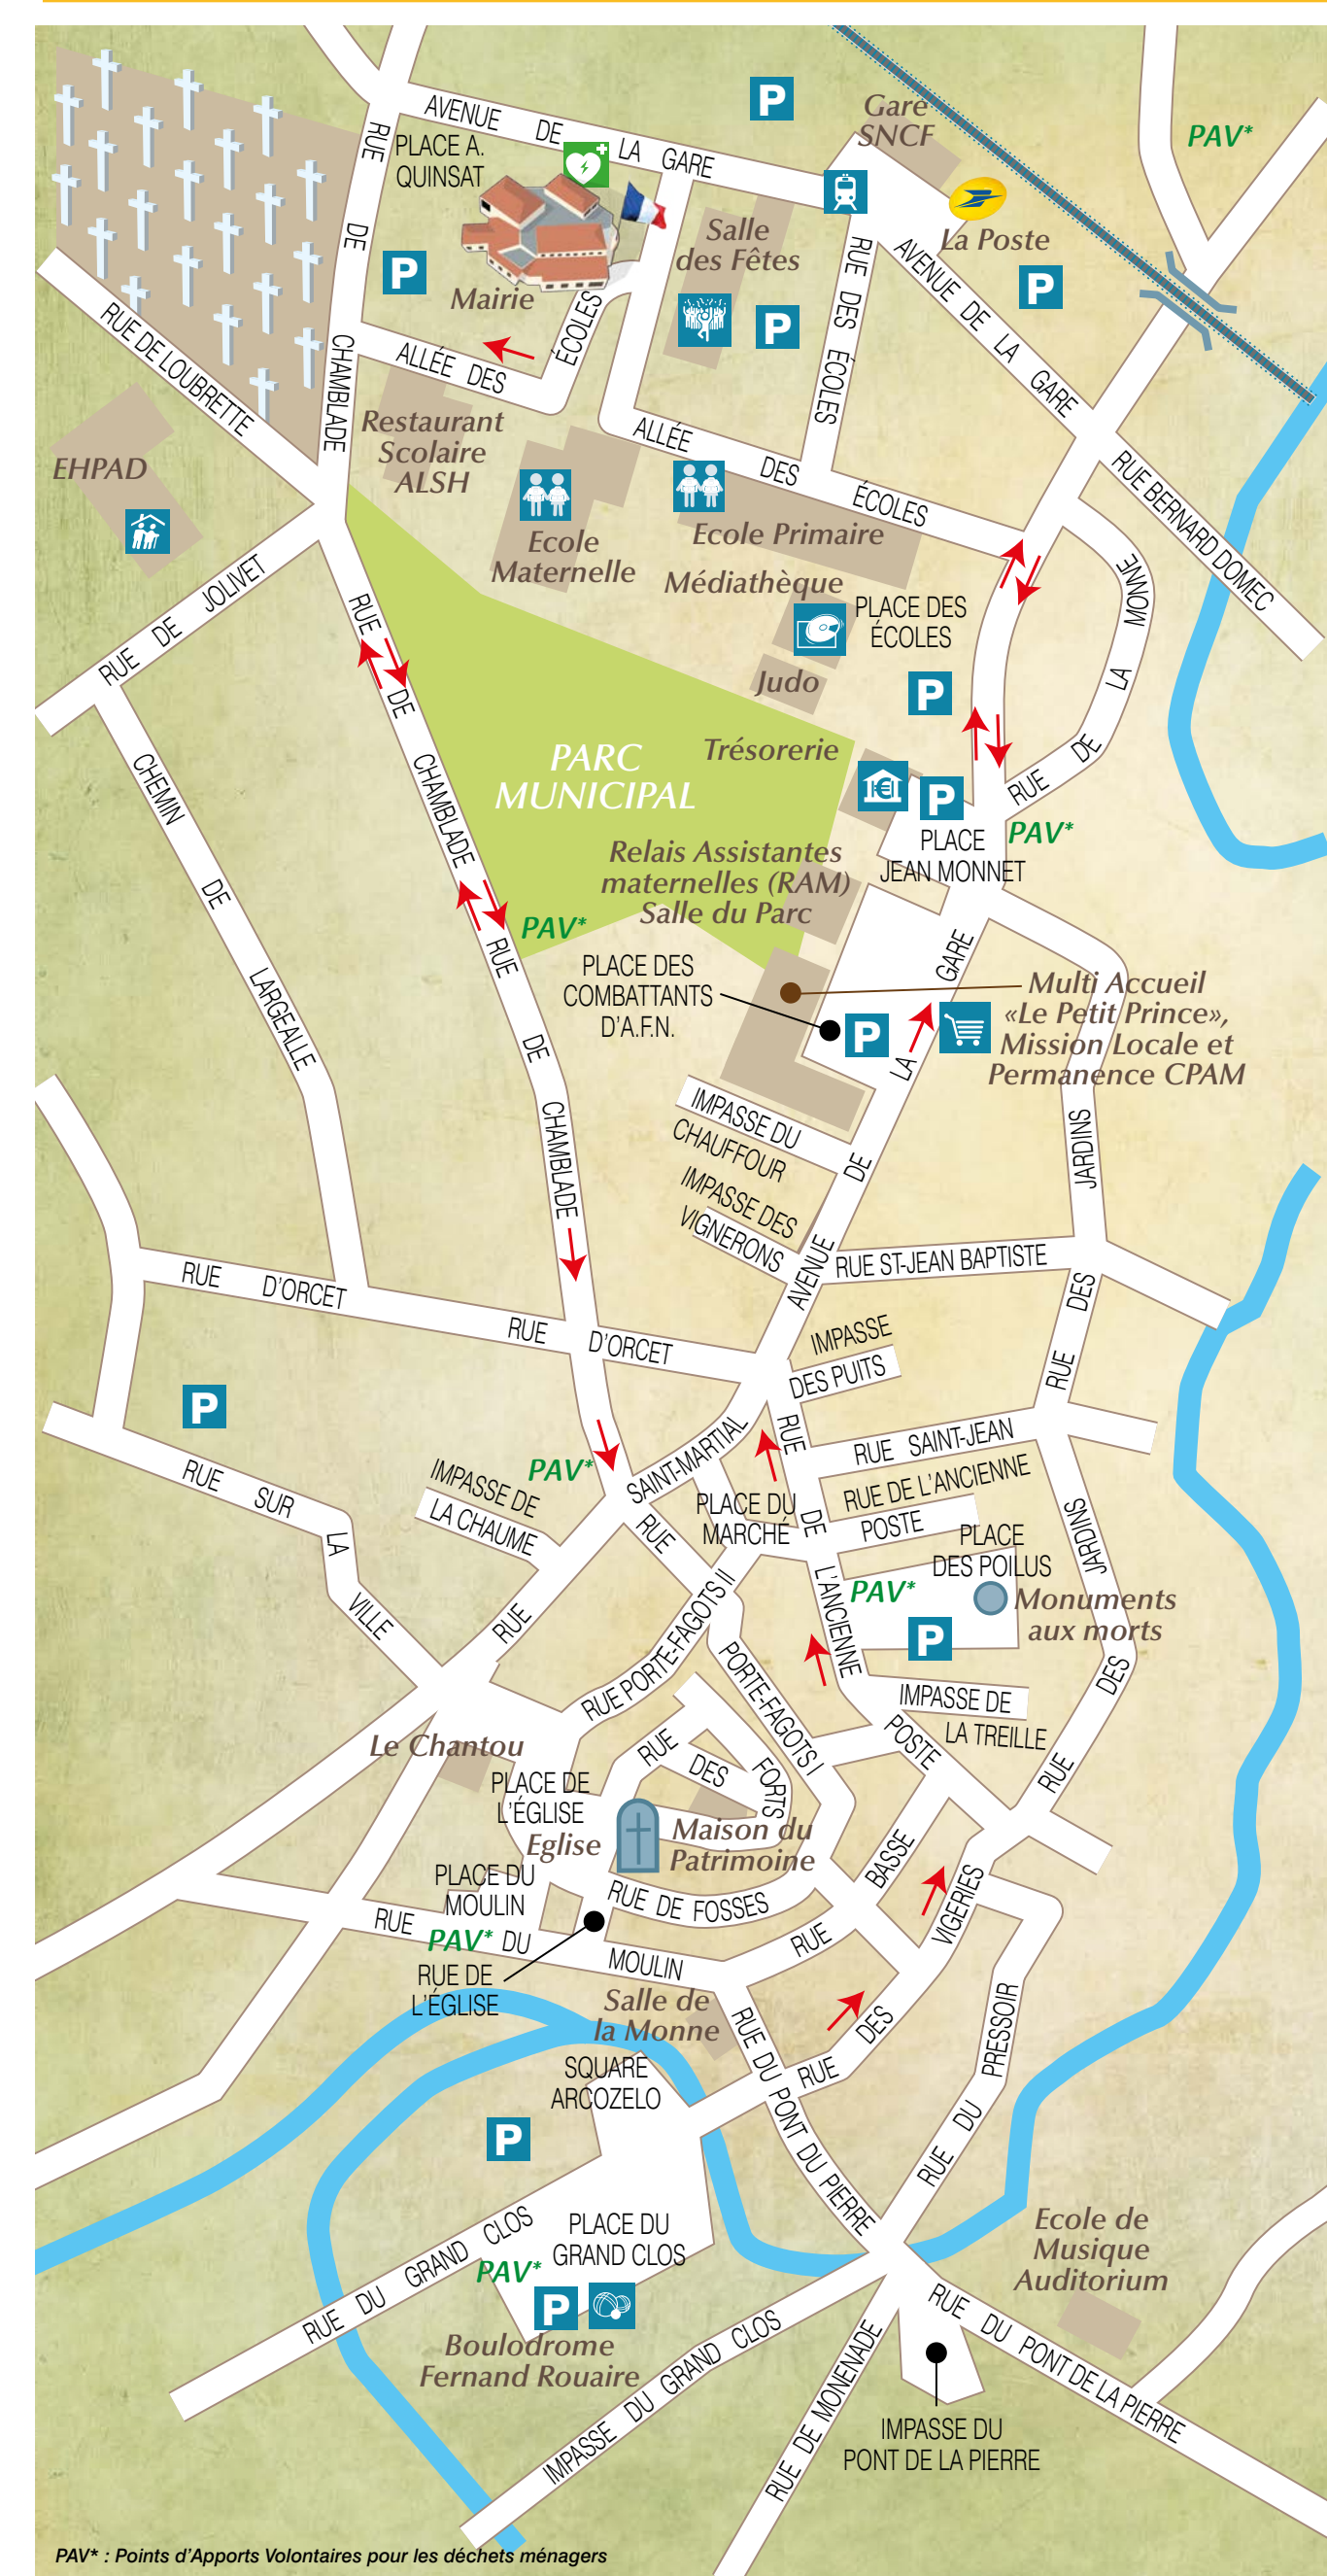 AVENUE DE LA GARE
P
Gare
SNCF
PAV*
RUE DE CHAMBLADE
PLACE A.
QUINSAT
La Poste
Salle
des Fêtes
P
Mairie
P
P
RUE DES ÉCOLES
AVENUE DE LA GARE
RUE DE LOUBRETTE
ALLÉE DES ÉCOLES
Restaurant
Scolaire
ALSH
EHPAD
ALLÉE DES ÉCOLES
RUE BERNARD DOMEC
Ecole
Maternelle
Ecole Primaire
Médiathèque
PLACE DES
ÉCOLES
RUE DE JOLIVET
RUE DE CHAMBLADE
Judo
P
RUE DE LA MONNE
PARC
MUNICIPAL
Trésorerie
€
P
PLACE
JEAN MONNET
PAV*
CHEMIN DE LARGEALLE
Relais Assistantes
maternelles (RAM)
Salle du Parc
PAV*
RUE DE CHAMBLADE
PLACE DES
COMBATTANTS
D'A.F.N.
P
AVENUE DE LA GARE
Multi Accueil
«Le Petit Prince»,
Mission Locale et
Permanence CPAM
IMPASSE DU
CHAUFFOUR
IMPASSE DES
VIGNERONS
RUE ST-JEAN BAPTISTE
RUE DES JARDINS
RUE D'ORCET
RUE D'ORCET
IMPASSE
DES PUITS
P
RUE SUR LA VILLE
PAV*
IMPASSE DE
LA CHAUME
RUE SAINT-MARTIAL
RUE SAINT-JEAN
RUE DE L'ANCIENNE
POSTE
PLACE DU
MARCHÉ
RUE DE L'ANCIENNE POSTE
PLACE
DES POILUS
PAV*
Monuments
aux morts
P
RUE DES JARDINS
RUE PORTE-FAGOTS II
RUE PORTE-FAGOTS I
IMPASSE DE
LA TREILLE
Le Chantou
RUE DES FORTS
PLACE DE
L'ÉGLISE
Eglise
Maison du
Patrimoine
PLACE DU
MOULIN
PAV*
RUE DE FOSSES
RUE BASSE
RUE DU MOULIN
RUE DE
L'ÉGLISE
Salle de
la Monne
RUE DES VIGERIES
RUE DU PRESSOIR
SQUARE
ARCOZELO
P
RUE DU PONT DU PIERRE
RUE DU GRAND CLOS
PLACE DU
GRAND CLOS
PAV*
P
Boulodrome
Fernand Rouaire
Ecole de
Musique
Auditorium
IMPASSE DU GRAND CLOS
RUE DE MONENADE
RUE DU PONT DE LA PIERRE
IMPASSE DU
PONT DE LA PIERRE
PAV* : Points d'Apports Volontaires pour les déchets ménagers